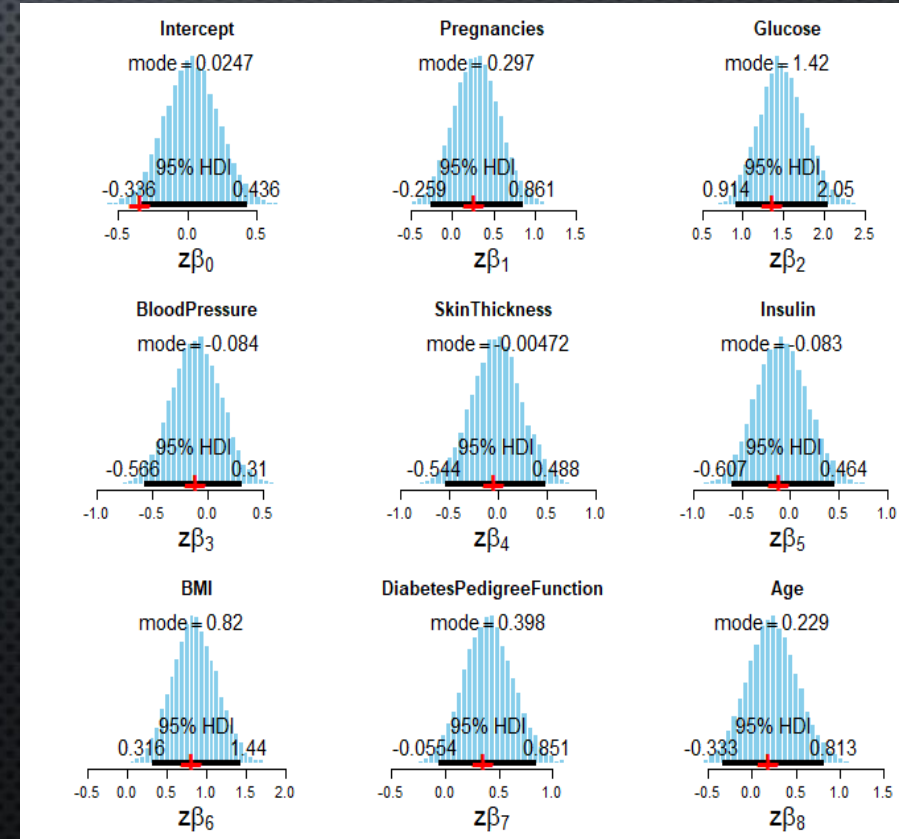 Intercept Pregnancies Glucose
mode = 0.0247 mode = 0.297 mode = 1.42
95% HDI 95% HDI 95% HDI
-0.336 0.436 -0.259 0.861 0.914 2.05
-0.5 0.0 0.5 -0.5 0.0 0.5 1.0 1.5 0.5 1.0 1.5 2.0 2.5
zβ0 zβ1 zβ2
BloodPressure SkinThickness Insulin
mode = -0.084 mode = -0.00472 mode = -0.083
95% HDI 95% HDI 95% HDI
-0.566 0.31 -0.544 0.488 -0.607 0.464
-1.0 -0.5 0.0 0.5 -1.0 -0.5 0.0 0.5 1.0 -1.0 -0.5 0.0 0.5 1.0
zβ3 zβ4 zβ5
BMI DiabetesPedigreeFunction Age
mode = 0.82 mode = 0.398 mode = 0.229
95% HDI 95% HDI 95% HDI
0.316 1.44 -0.0554 0.851 -0.333 0.813
-0.5 0.0 0.5 1.0 1.5 2.0 -0.5 0.0 0.5 1.0 -0.5 0.0 0.5 1.0 1.5
zβ6 zβ7 zβ8